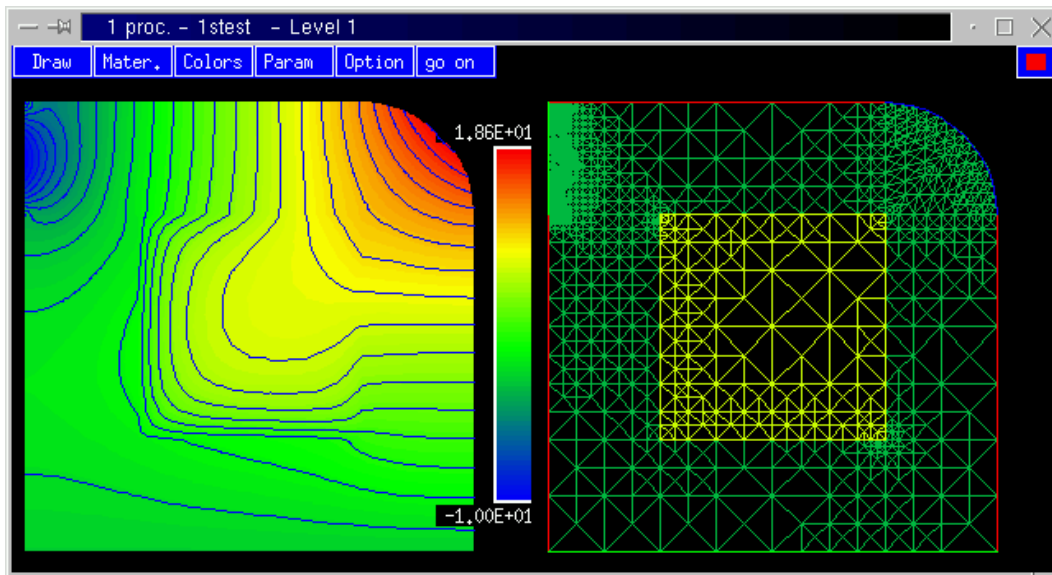 1 proc. - 1stest - Level 1
Draw Mater. Colors Param Option go on
1.86E+01
-1.00E+01